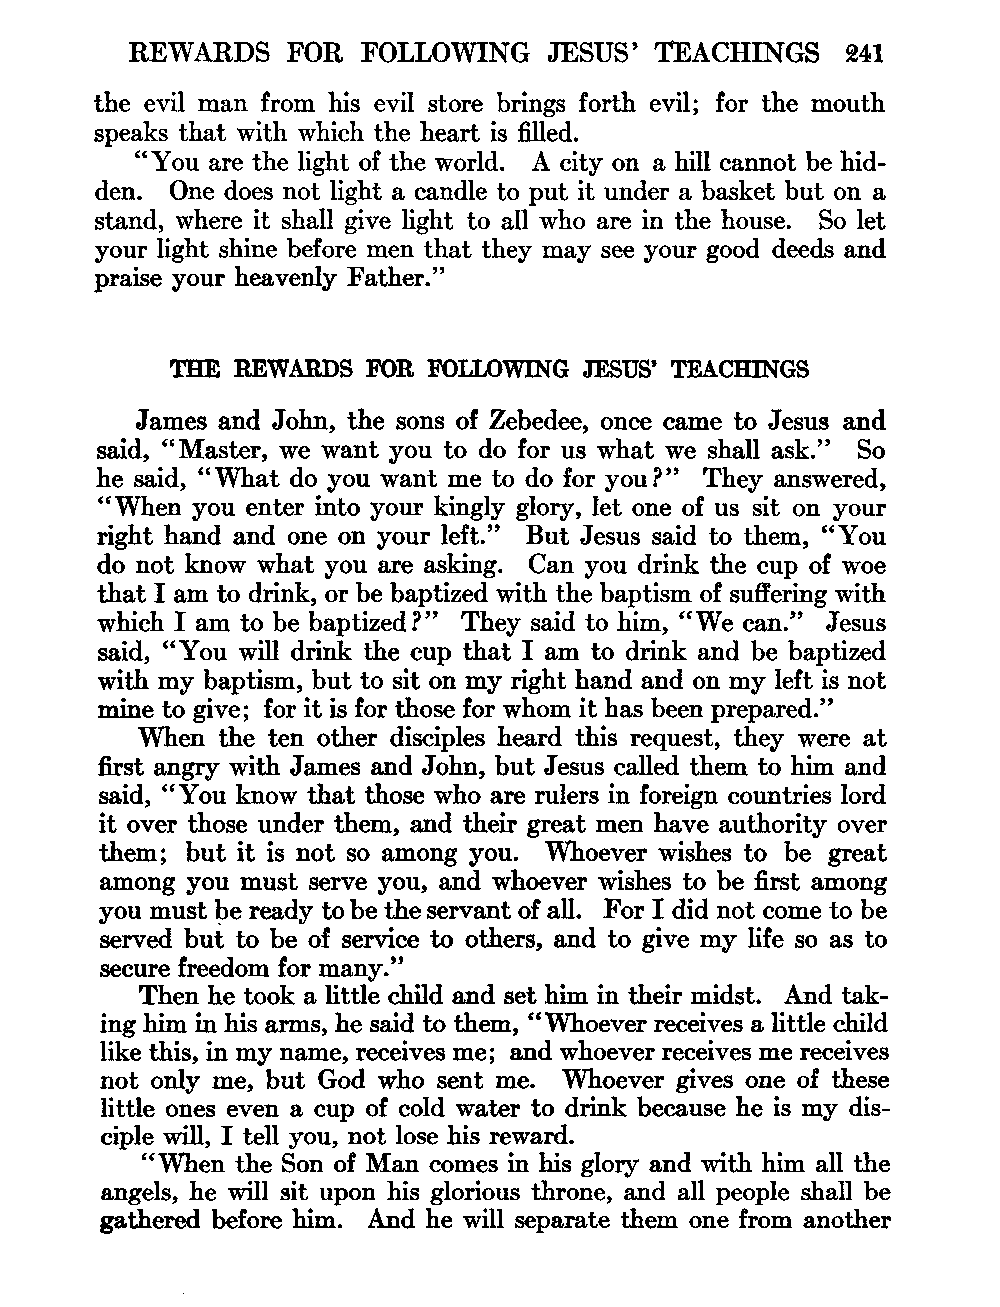 REWARDS FOR FOLLOWING JESUS' TEACHINGS 241
the evil man from his evil store brings forth evil; for the mouth
speaks that with which the heart is filled.
"You are the light of the world. A city on a hill cannot be hid-
den. One does not light a candle to put it under a basket but on a
stand, where it shall give light to all who are in the house. So let
your light shine before men that they may see your good deeds and
praise your heavenly Father."
THE REWARDS FOR FOLLOWING JESUS' TEACHINGS
James and John, the sons of Zebedee, once came to Jesus and
said, "Master, we want you to do for us what we shall ask." So
he said, "What do you want me to do for you?" They answered,
"When you enter into your kingly glory, let one of us sit on your
right hand and one on your left." But Jesus said to them, "You
do not know what you are asking. Can you drink the cup of woe
that I am to drink, or be baptized with the baptism of suffering with
which I am to be baptized?" They said to him, "We can." Jesus
said, "You will drink the cup that I am to drink and be baptized
with my baptism, but to sit on my right hand and on my left is not
mine to give; for it is for those for whom it has been prepared."
When the ten other disciples heard this request, they were at
first angry with James and John, but Jesus called them to him and
said, "You know that those who are rulers in foreign countries lord
it over those under them, and their great men have authority over
them; but it is not so among you. Whoever wishes to be great
among you must serve you, and whoever wishes to be first among
you must be ready to be the servant of all. For I did not come to be
served but to be of service to others, and to give my life so as to
secure freedom for many."
Then he took a little child and set him in their midst. And tak-
ing him in his arms, he said to them, "Whoever receives a little child
like this, in my name, receives me; and whoever receives me receives
not only me, but God who sent me. Whoever gives one of these
little ones even a cup of cold water to drink because he is my dis-
ciple will, I tell you, not lose his reward.
"When the Son of Man comes in his glory and with him all the
angels, he will sit upon his glorious throne, and all people shall be
gathered before him. And he will separate them one from another